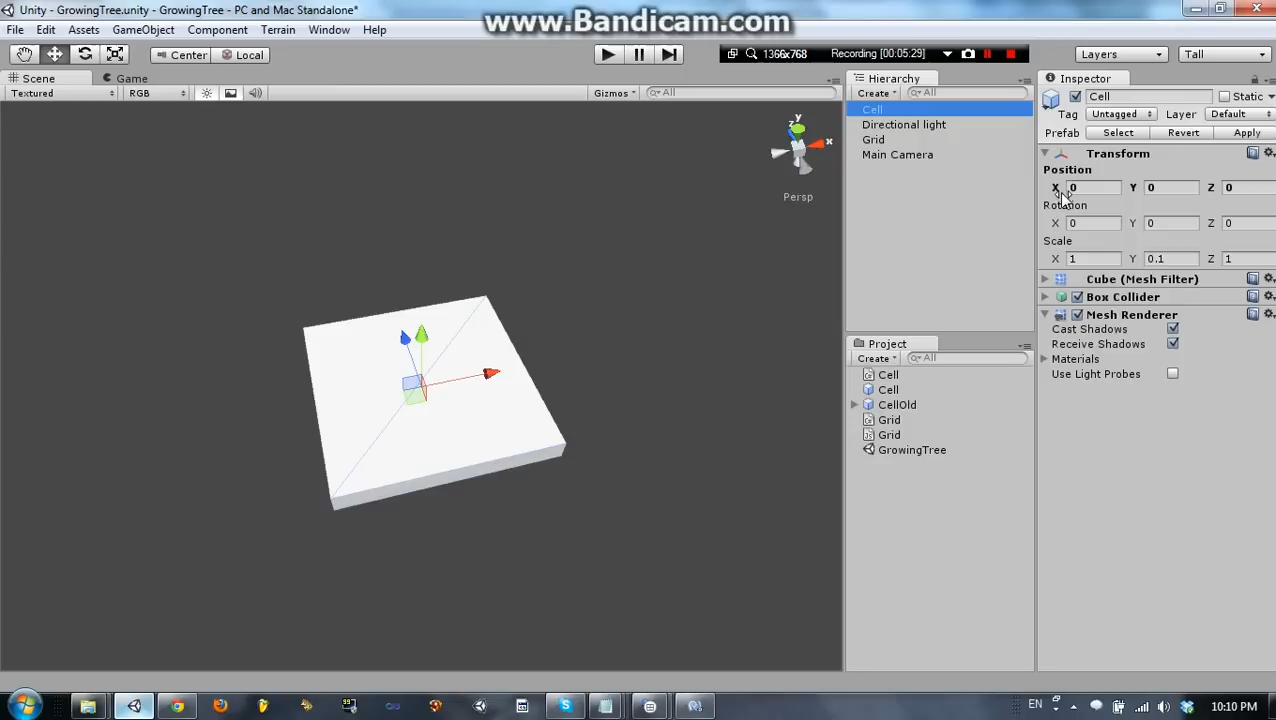 Unity - GrowingTree.unity - PC and Mac Standalone*
www.Bandicam.com
File Edit Assets GameObject Component Terrain Window Help
Center Local
1366x768 Recording [00:05:29]
Layers Tall
Scene Game
Textured RGB Gizmos All
y
z
x
Persp
Hierarchy
Create All
Cell
Directional light
Grid
Main Camera
Project
Create All
Cell
Cell
CellOld
Grid
Grid
GrowingTree
Inspector
Cell Static
Tag Untagged Layer Default
Prefab Select Revert Apply
Transform
Position
X 0 Y 0 Z 0
Rotation
X 0 Y 0 Z 0
Scale
X 1 Y 0.1 Z 1
Cube (Mesh Filter)
Box Collider
Mesh Renderer
Cast Shadows
Receive Shadows
Materials
Use Light Probes
EN 10:10 PM